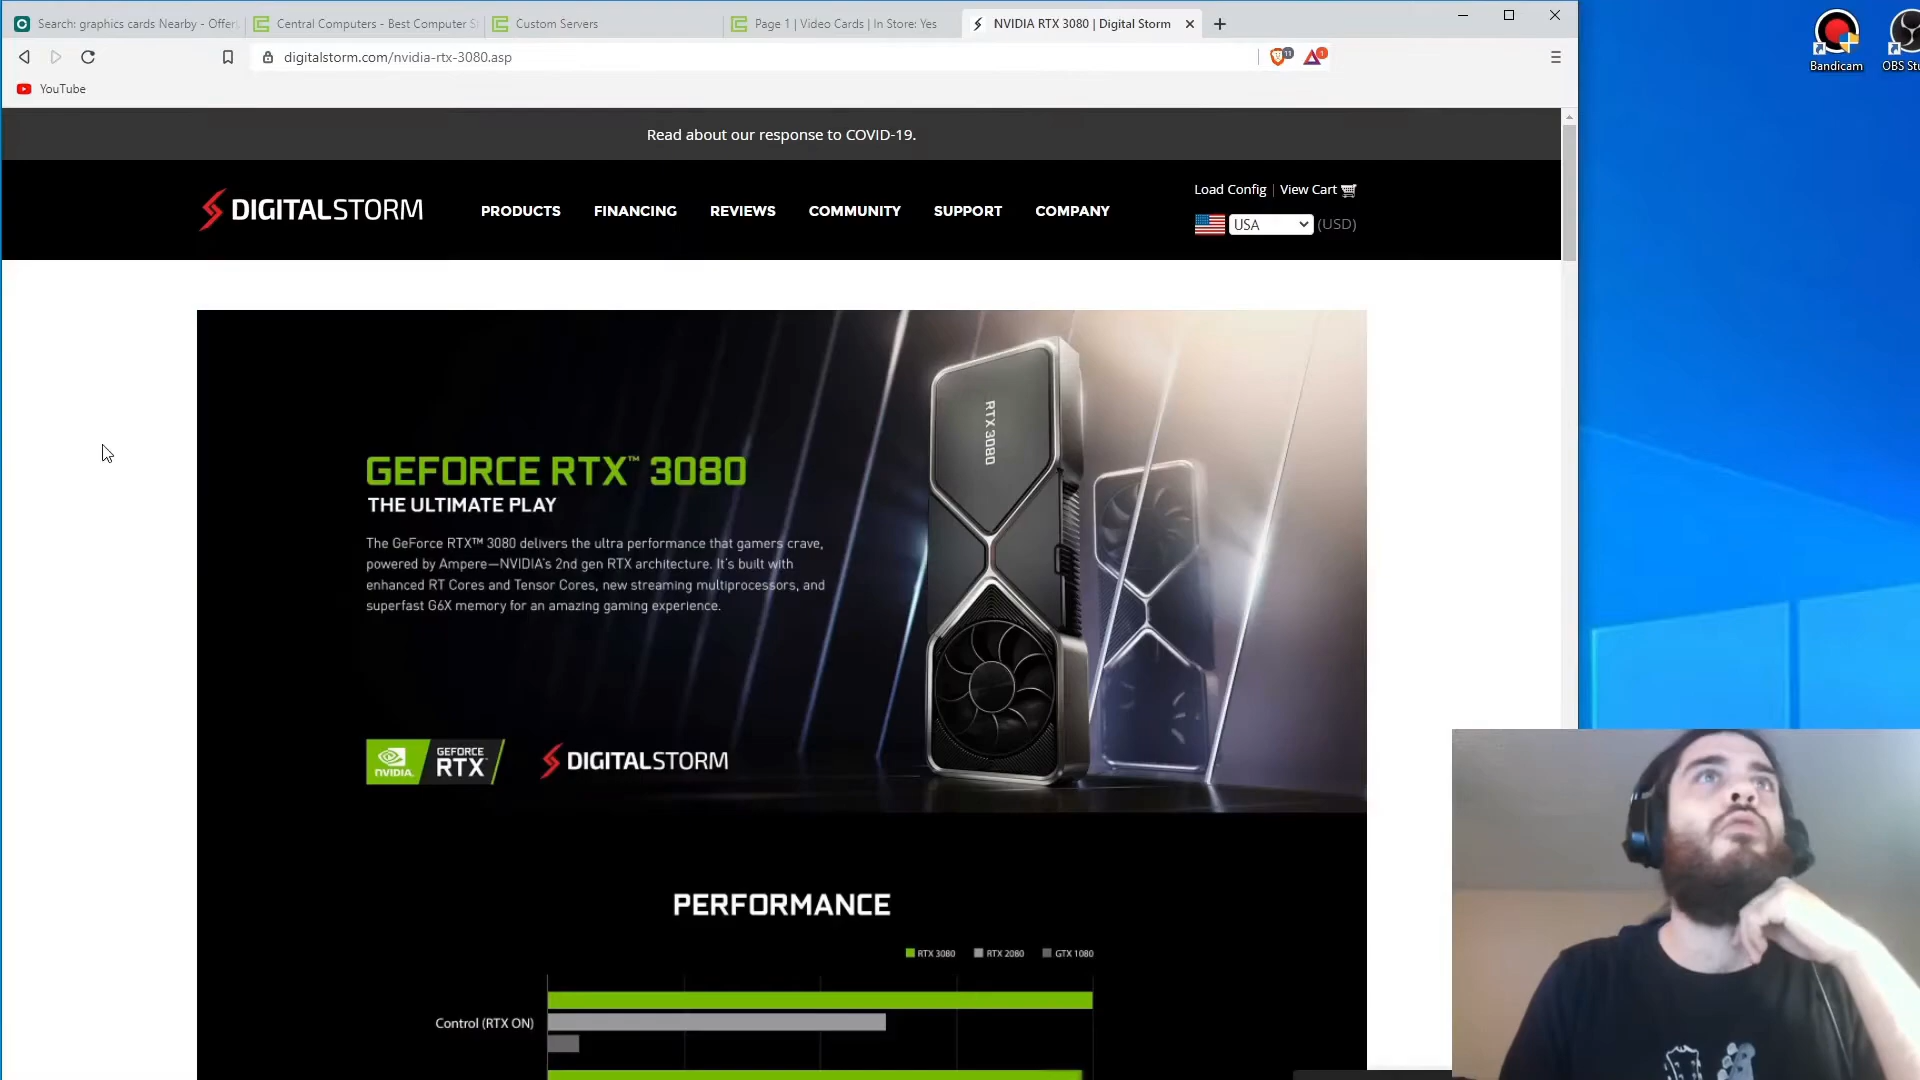 Search: graphics cards Nearby - Offer
Central Computers - Best Computer S
Custom Servers
Page 1 | Video Cards | In Store: Yes
NVIDIA RTX 3080 | Digital Storm
digitalstorm.com/nvidia-rtx-3080.asp
11
1
YouTube
Bandicam
OBS Stu
Read about our response to COVID-19.
DIGITALSTORM
PRODUCTS
FINANCING
REVIEWS
COMMUNITY
SUPPORT
COMPANY
Load Config | View Cart
USA
(USD)
RTX 3080
GEFORCE RTX™ 3080
THE ULTIMATE PLAY
The GeForce RTX™ 3080 delivers the ultra performance that gamers crave,
powered by Ampere—NVIDIA's 2nd gen RTX architecture. It's built with
enhanced RT Cores and Tensor Cores, new streaming multiprocessors, and
superfast G6X memory for an amazing gaming experience.
NVIDIA.
GEFORCE
RTX
DIGITALSTORM
PERFORMANCE
RTX 3080
RTX 2080
GTX 1080
Control (RTX ON)